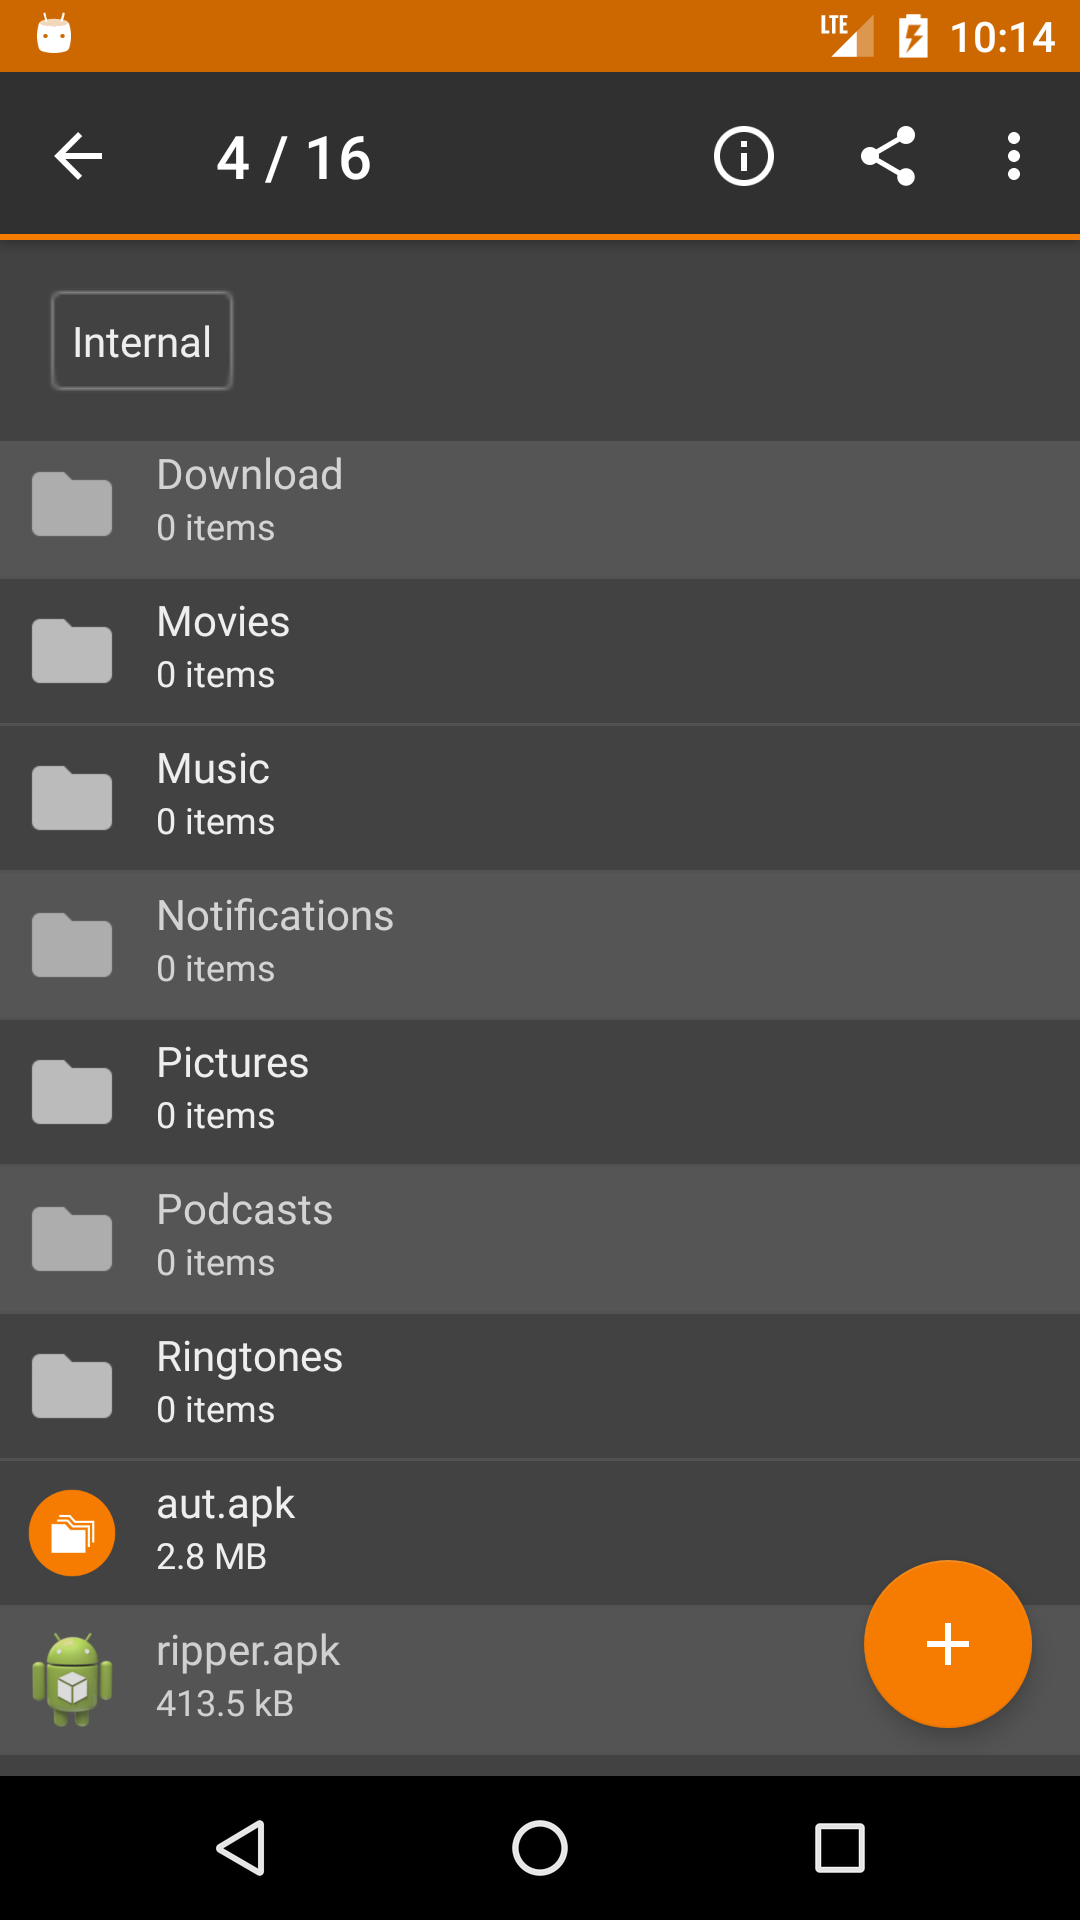 LTE 10:14
4 / 16
Internal
Download
0 items
Movies
0 items
Music
0 items
Notifications
0 items
Pictures
0 items
Podcasts
0 items
Ringtones
0 items
aut.apk
2.8 MB
ripper.apk
413.5 kB